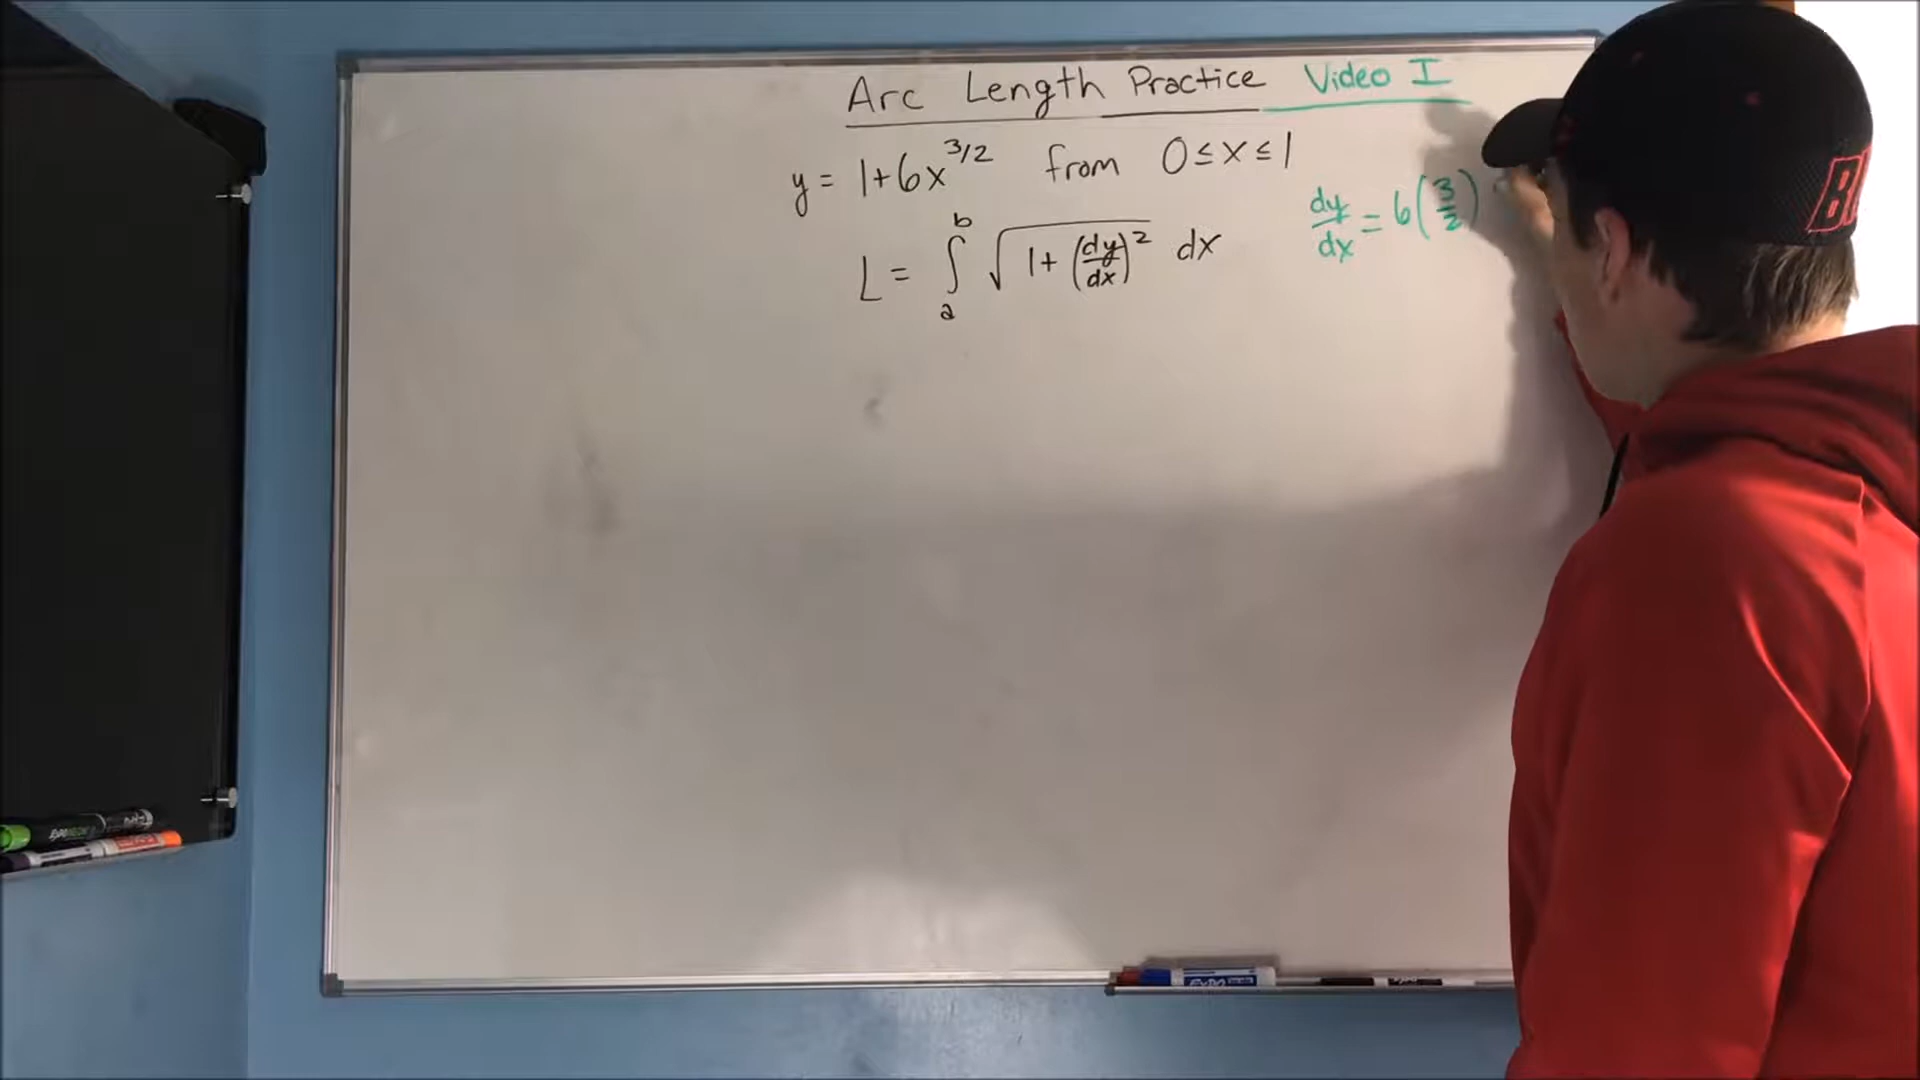 Arc Length Practice Video I
y = 1+6x^{3/2} from 0≤x≤1
dy/dx = 6(3/2)
L = ∫_a^b √(1+(dy/dx)^2) dx
EXPO